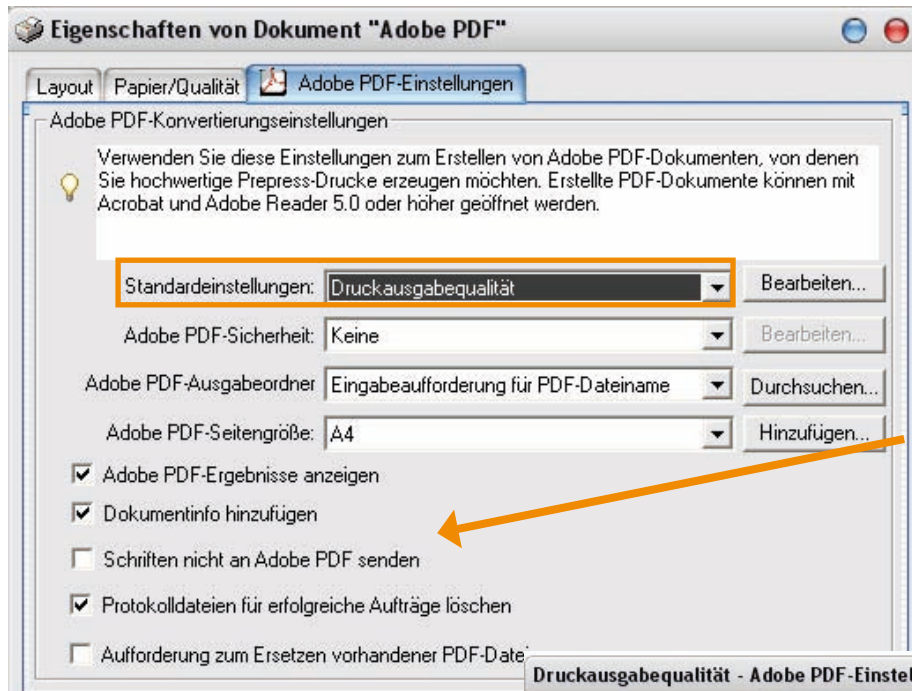 Eigenschaften von Dokument "Adobe PDF"
Layout Papier/Qualität Adobe PDF-Einstellungen
Adobe PDF-Konvertierungseinstellungen
Verwenden Sie diese Einstellungen zum Erstellen von Adobe PDF-Dokumenten, von denen
Sie hochwertige Prepress-Drucke erzeugen möchten. Erstellte PDF-Dokumente können mit
Acrobat und Adobe Reader 5.0 oder höher geöffnet werden.
Standardeinstellungen: Druckausgabequalität Bearbeiten...
Adobe PDF-Sicherheit: Keine Bearbeiten...
Adobe PDF-Ausgabeordner Eingabeaufforderung für PDF-Dateiname Durchsuchen...
Adobe PDF-Seitengröße: A4 Hinzufügen...
Adobe PDF-Ergebnisse anzeigen
Dokumentinfo hinzufügen
Schriften nicht an Adobe PDF senden
Protokolldateien für erfolgreiche Aufträge löschen
Aufforderung zum Ersetzen vorhandener PDF-Datei
Druckausgabequalität - Adobe PDF-Einstel